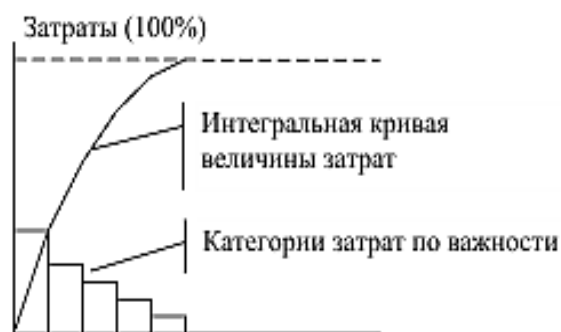 Затраты (100%)
Интегральная кривая
величины затрат
Категории затрат по важности